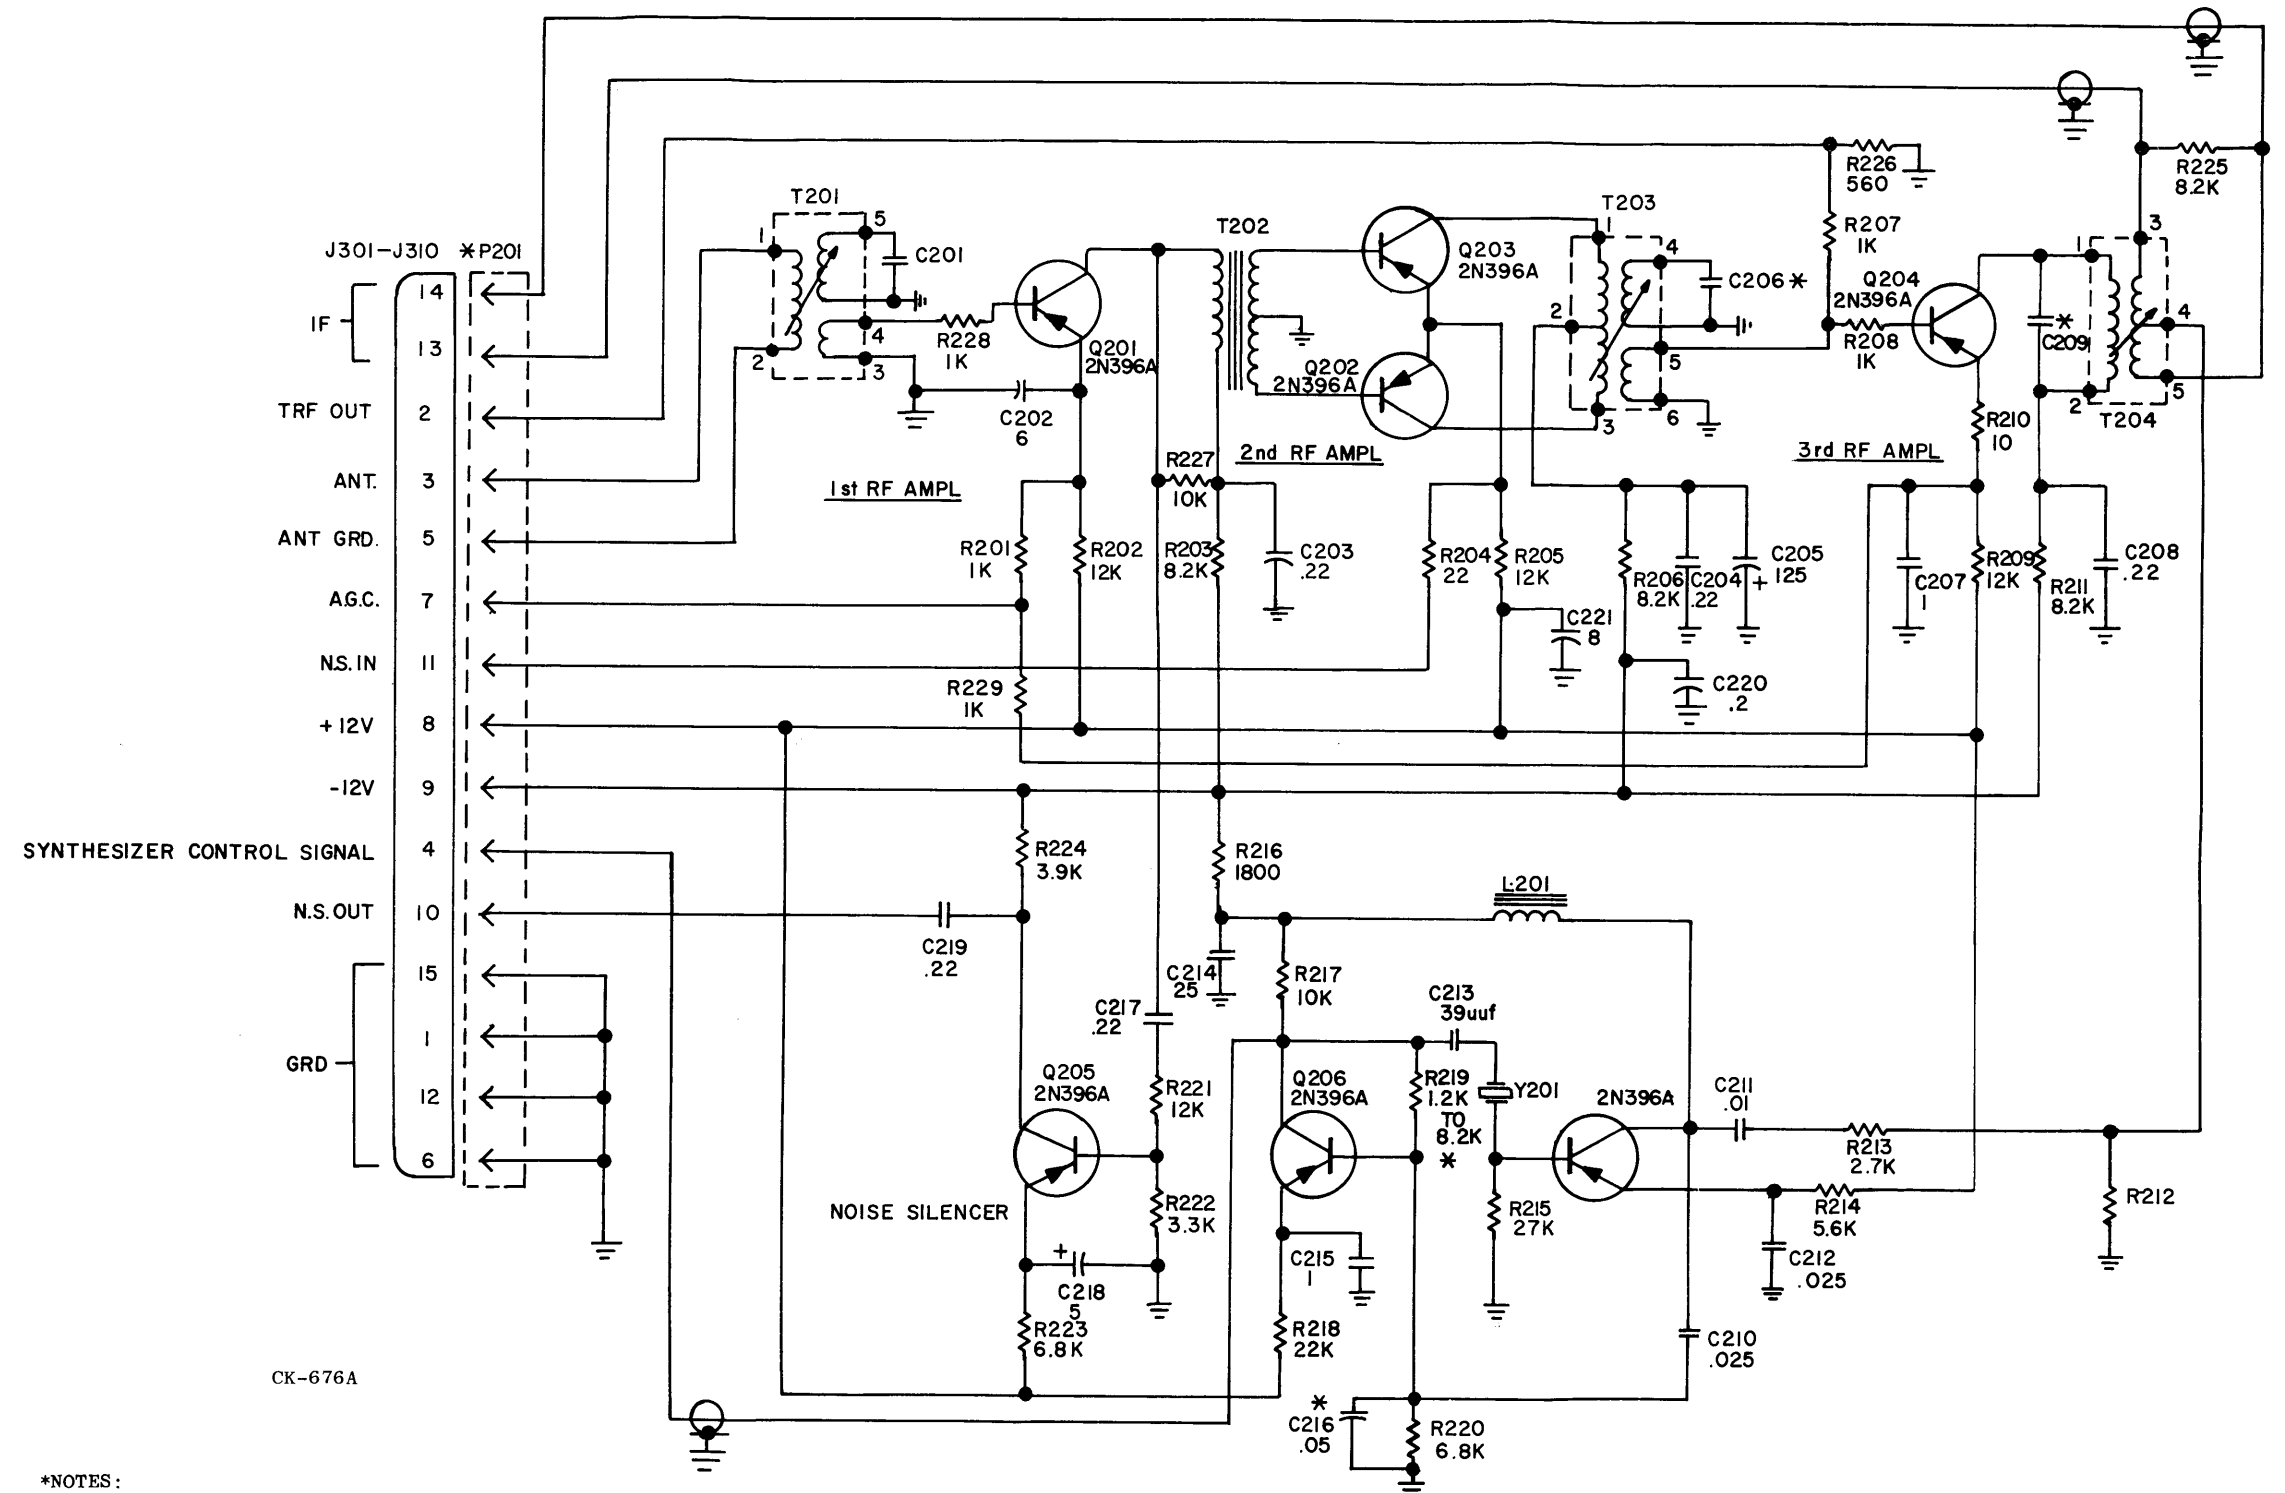 J301-J310 *P201
IF
14
13
TRF OUT 2
ANT. 3
ANT GRD. 5
A.G.C. 7
N.S. IN 11
+12V 8
-12V 9
SYNTHESIZER CONTROL SIGNAL 4
N.S. OUT 10
GRD
15
1
12
6
T201
1
2
5
4
3
C201
R228
1K
Q201
2N396A
C202
6
1st RF AMPL
R201
1K
R202
12K
R229
1K
T202
R227
10K
R203
8.2K
C203
.22
2nd RF AMPL
Q203
2N396A
Q202
2N396A
R204
22
R205
12K
C221
8
T203
1
2
3
4
5
6
C206*
R206
8.2K
C204
.22
C205
125
+
C220
.2
R226
560
R207
1K
R208
1K
Q204
2N396A
3rd RF AMPL
R210
10
C207
1
R209
12K
R211
8.2K
C208
.22
*
C209
T204
1
2
3
4
5
R225
8.2K
R224
3.9K
C219
.22
R216
1800
L201
C214
25
R217
10K
C217
.22
C213
39uuf
Q205
2N396A
R221
12K
R222
3.3K
NOISE SILENCER
+
C218
5
R223
6.8K
Q206
2N396A
R219
1.2K
TO
8.2K
*
Y201
2N396A
C211
.01
R213
2.7K
R214
5.6K
R212
R215
27K
C212
.025
C215
1
R218
22K
C210
.025
*
C216
.05
R220
6.8K
CK-676A
*NOTES: